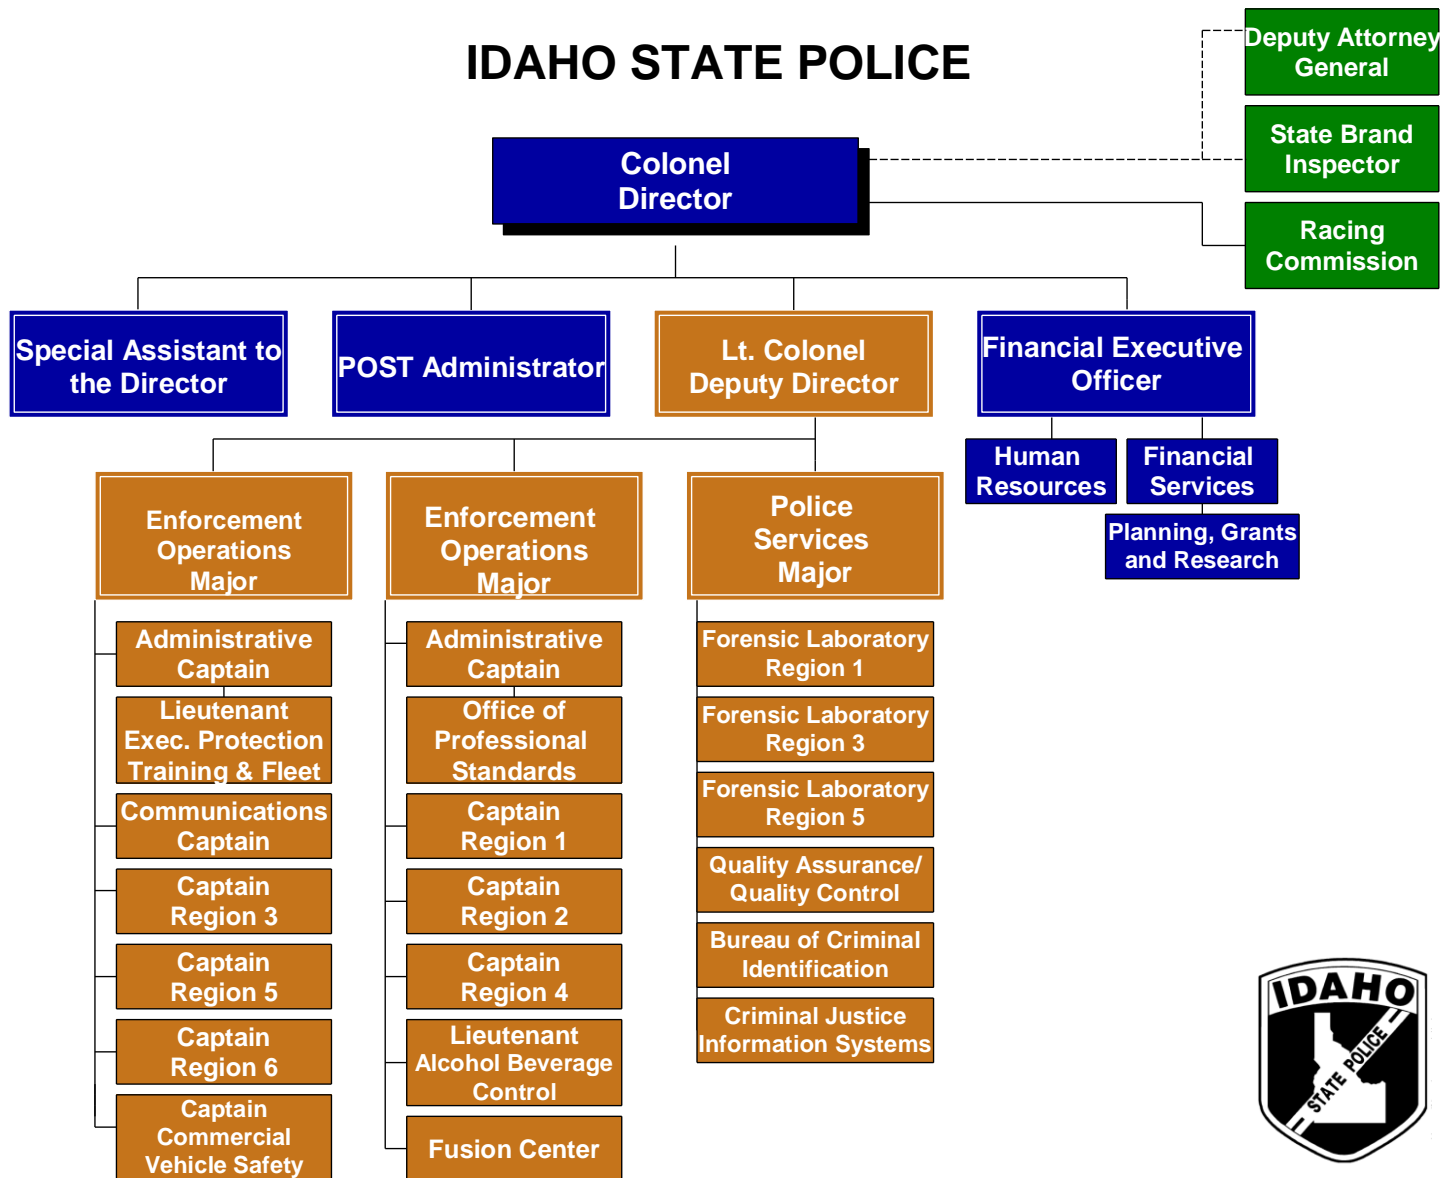 IDAHO STATE POLICE
Deputy Attorney
General
State Brand
Inspector
Racing
Commission
Colonel
Director
Special Assistant to
the Director
POST Administrator
Lt. Colonel
Deputy Director
Financial Executive
Officer
Human
Resources
Financial
Services
Planning, Grants
and Research
Enforcement
Operations
Major
Administrative
Captain
Lieutenant
Exec. Protection
Training & Fleet
Communications
Captain
Captain
Region 3
Captain
Region 5
Captain
Region 6
Captain
Commercial
Vehicle Safety
Enforcement
Operations
Major
Administrative
Captain
Office of
Professional
Standards
Captain
Region 1
Captain
Region 2
Captain
Region 4
Lieutenant
Alcohol Beverage
Control
Fusion Center
Police
Services
Major
Forensic Laboratory
Region 1
Forensic Laboratory
Region 3
Forensic Laboratory
Region 5
Quality Assurance/
Quality Control
Bureau of Criminal
Identification
Criminal Justice
Information Systems
IDAHO
STATE POLICE